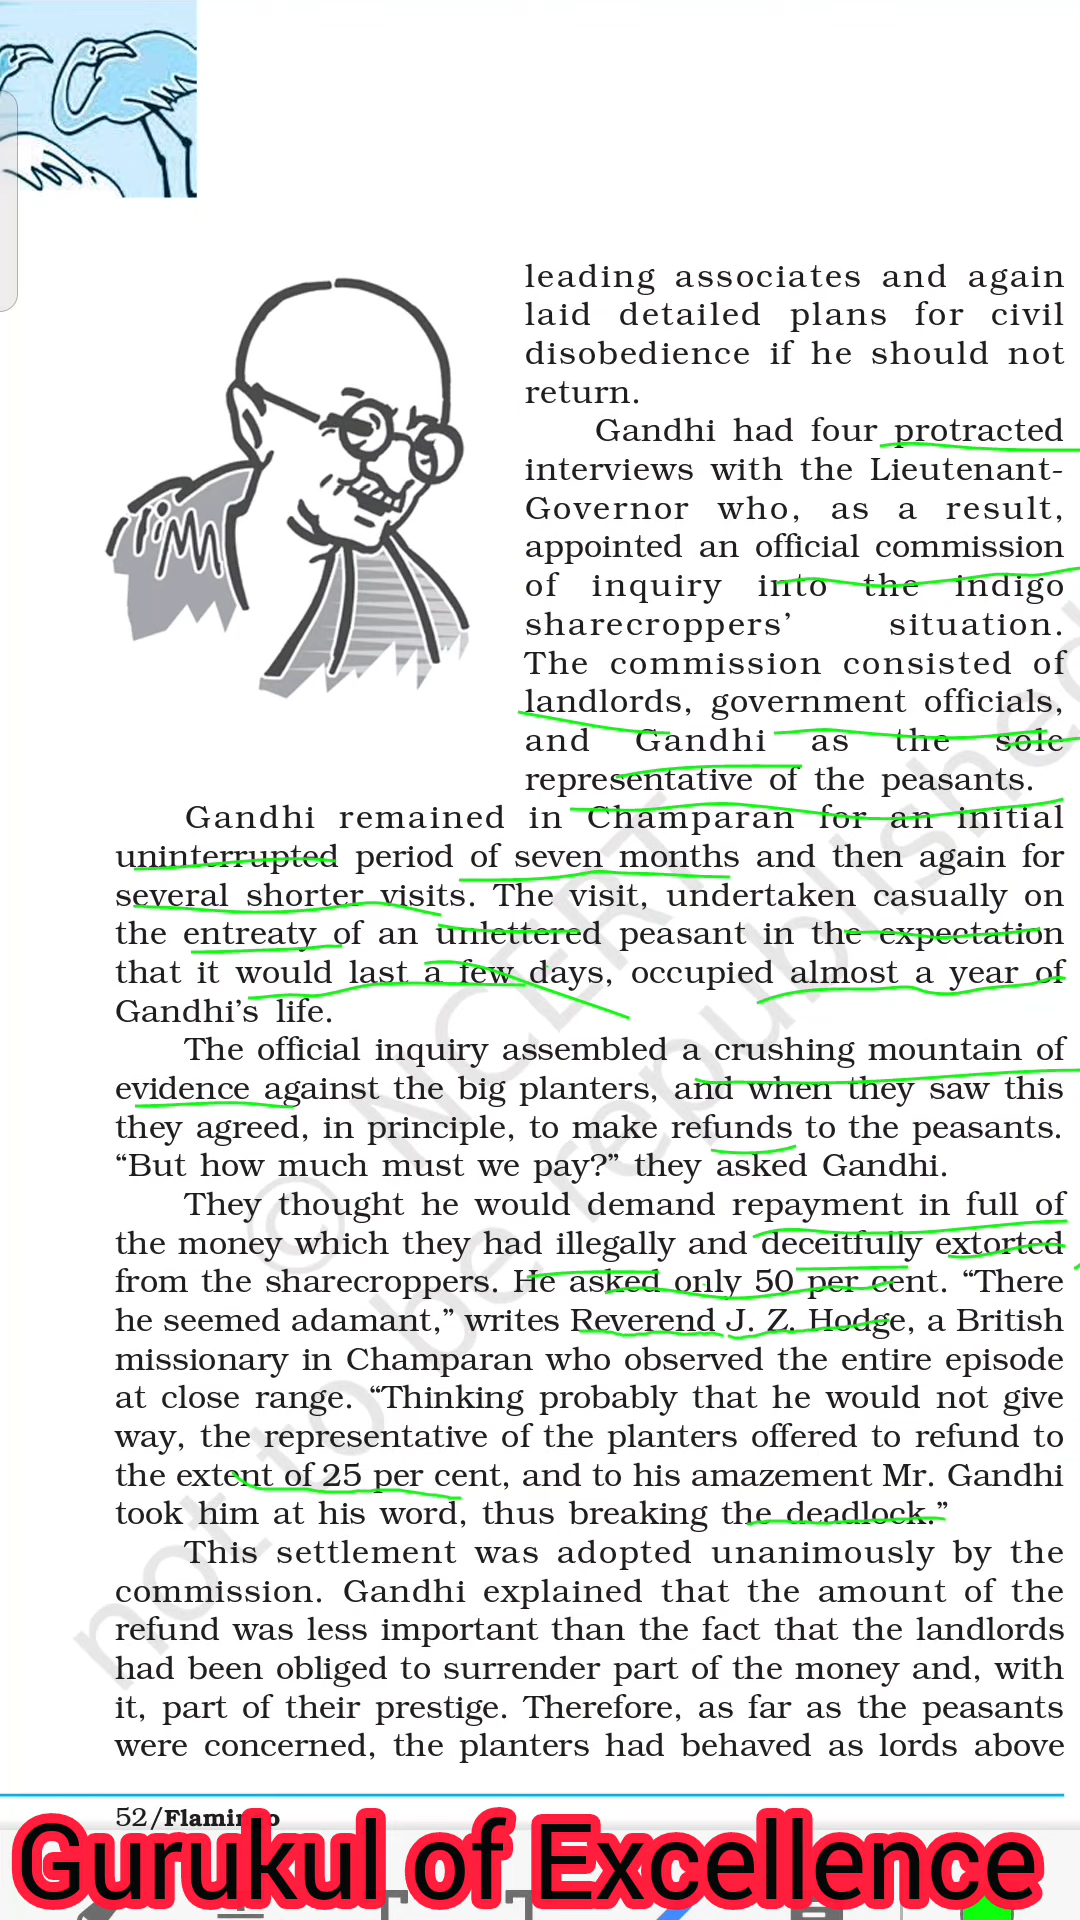 leading associates and again
laid detailed plans for civil
disobedience if he should not
return.
Gandhi had four protracted
interviews with the Lieutenant-
Governor who, as a result,
appointed an official commission
of inquiry into the indigo
sharecroppers’ situation.
The commission consisted of
landlords, government officials,
and Gandhi as the sole
representative of the peasants.
Gandhi remained in Champaran for an initial
uninterrupted period of seven months and then again for
several shorter visits. The visit, undertaken casually on
the entreaty of an unlettered peasant in the expectation
that it would last a few days, occupied almost a year of
Gandhi’s life.
The official inquiry assembled a crushing mountain of
evidence against the big planters, and when they saw this
they agreed, in principle, to make refunds to the peasants.
“But how much must we pay?” they asked Gandhi.
They thought he would demand repayment in full of
the money which they had illegally and deceitfully extorted
from the sharecroppers. He asked only 50 per cent. “There
he seemed adamant,” writes Reverend J. Z. Hodge, a British
missionary in Champaran who observed the entire episode
at close range. “Thinking probably that he would not give
way, the representative of the planters offered to refund to
the extent of 25 per cent, and to his amazement Mr. Gandhi
took him at his word, thus breaking the deadlock.”
This settlement was adopted unanimously by the
commission. Gandhi explained that the amount of the
refund was less important than the fact that the landlords
had been obliged to surrender part of the money and, with
it, part of their prestige. Therefore, as far as the peasants
were concerned, the planters had behaved as lords above
© NCERT
not to be republished
52/Flamingo
Gurukul of Excellence